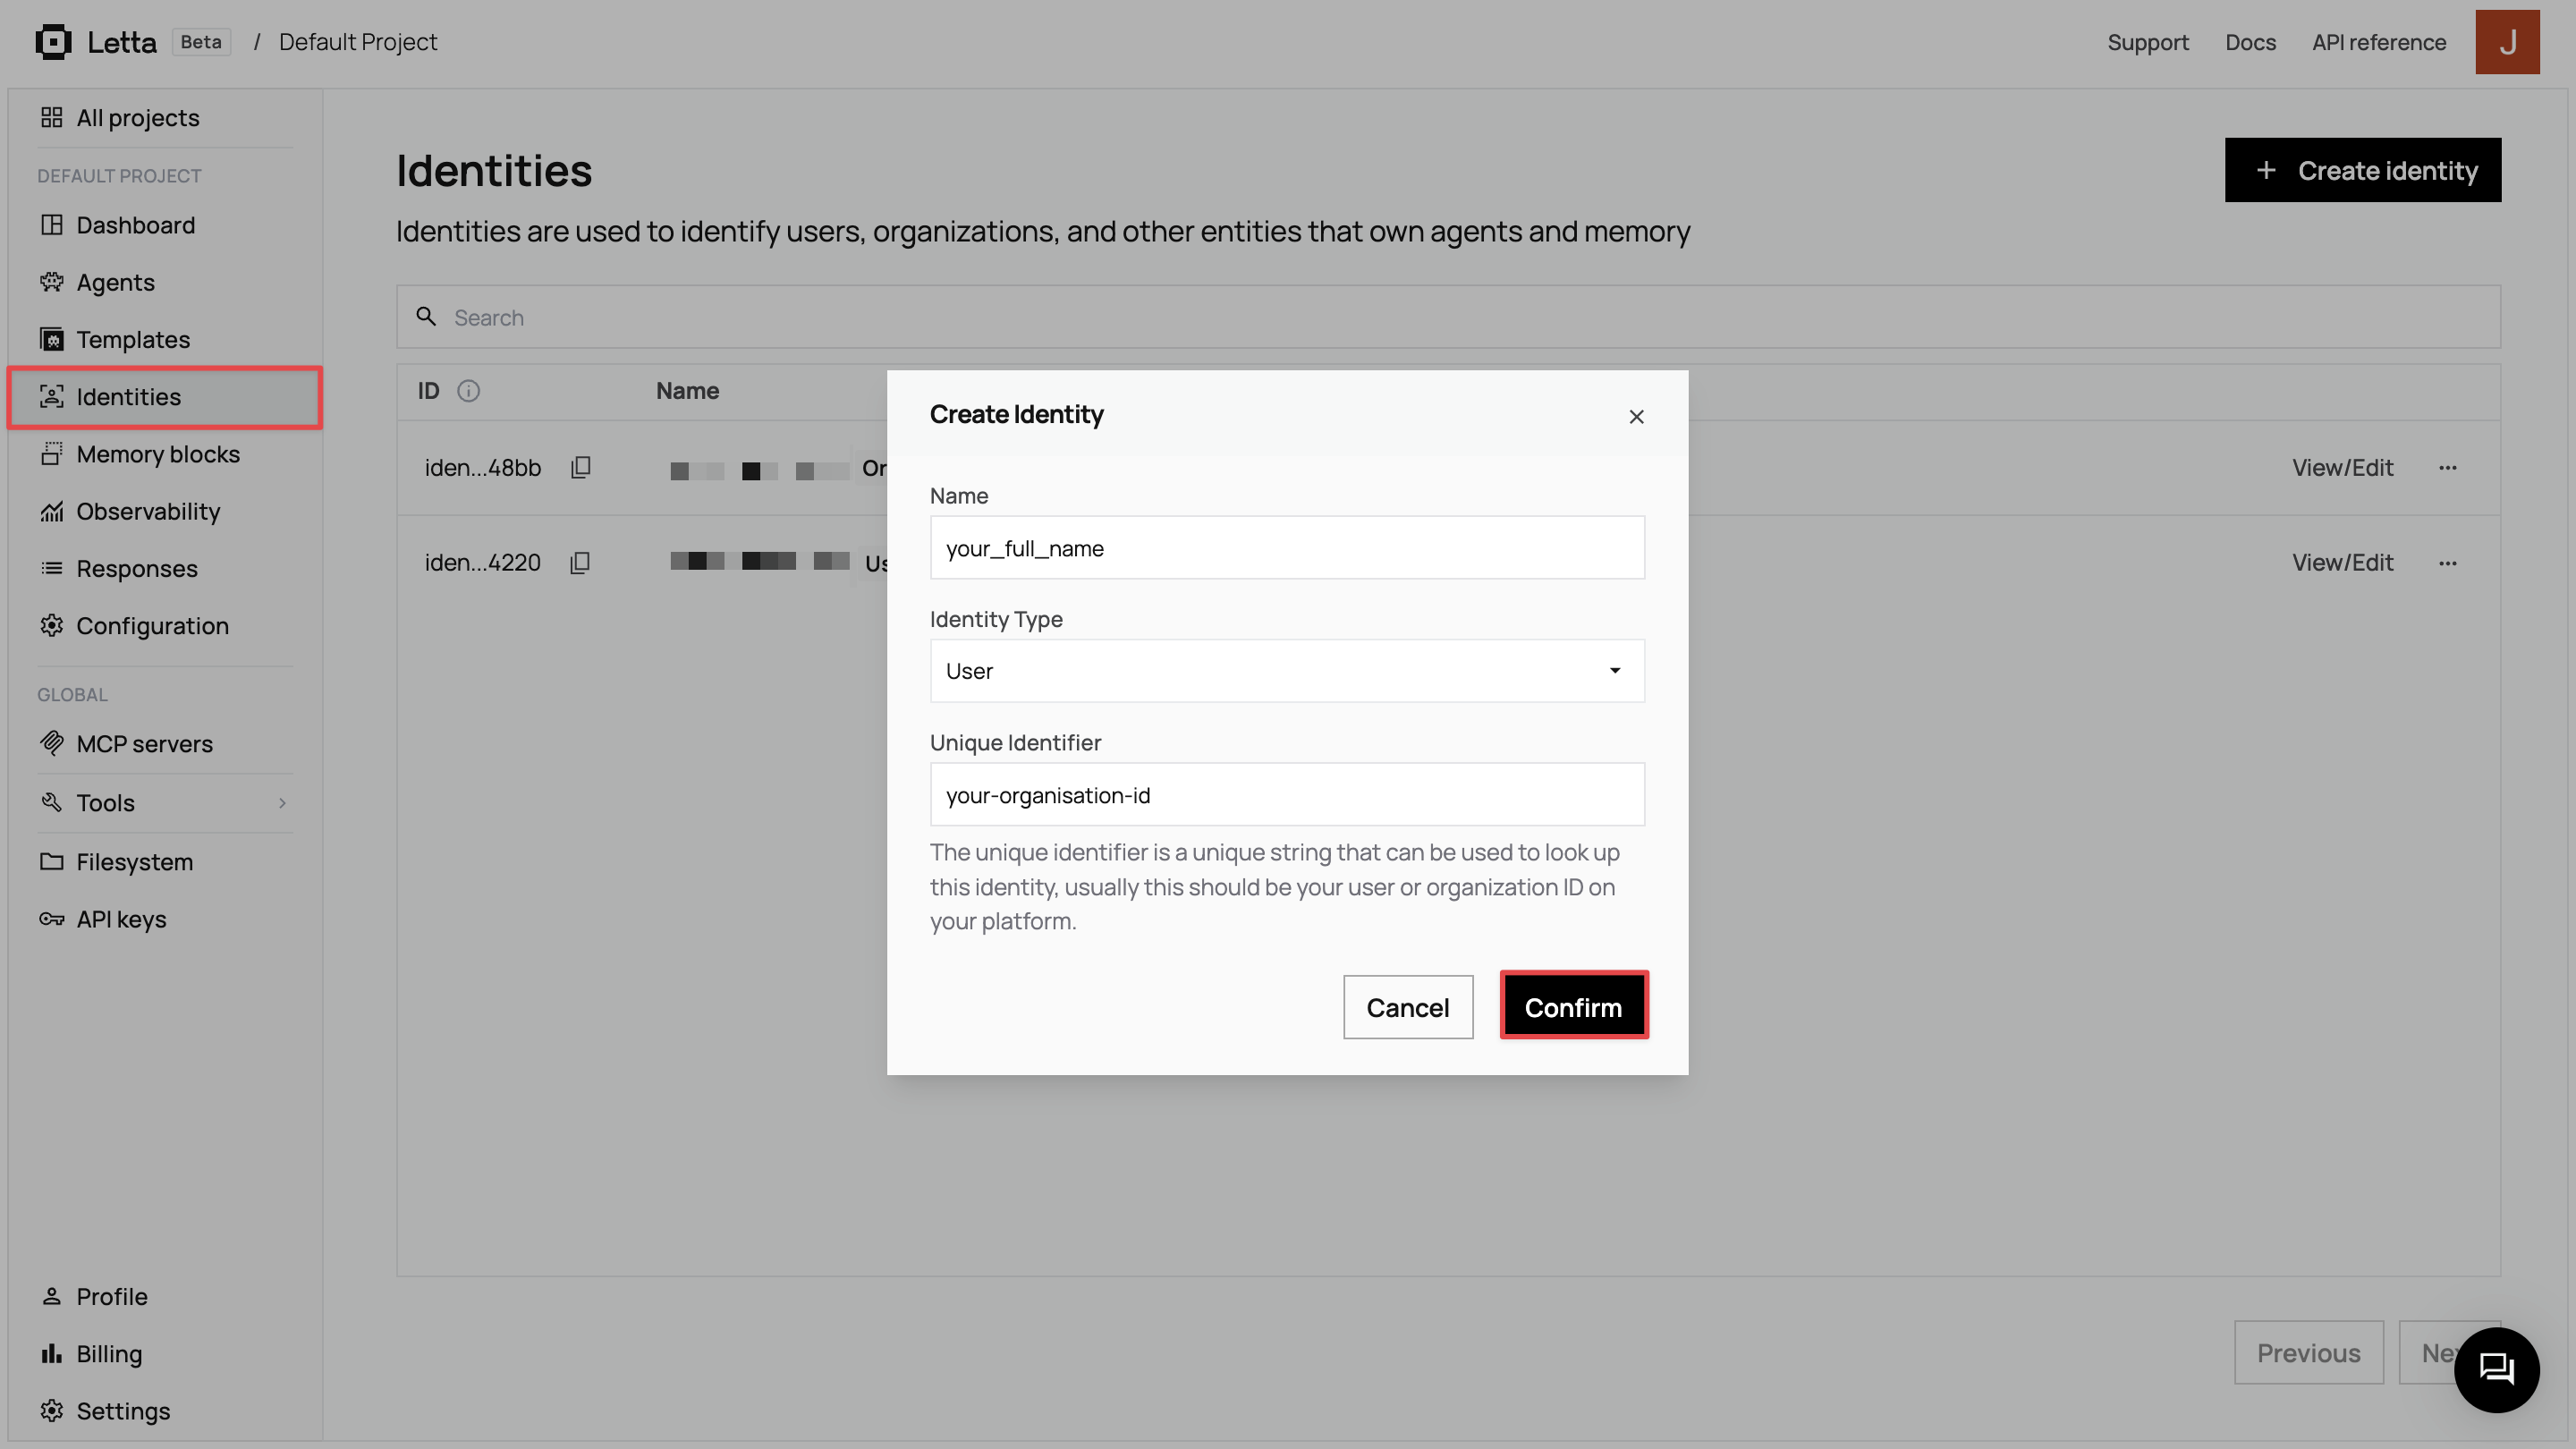 Letta Beta / Default Project
Support Docs API reference J
All projects
DEFAULT PROJECT
Dashboard
Agents
Templates
Identities
Memory blocks
Observability
Responses
Configuration
GLOBAL
MCP servers
Tools
Filesystem
API keys
Profile
Billing
Settings
Identities
+ Create identity
Identities are used to identify users, organizations, and other entities that own agents and memory
Search
ID Name
iden...48bb Or View/Edit ...
iden...4220 Us View/Edit ...
Create Identity
Name
your_full_name
Identity Type
User
Unique Identifier
your-organisation-id
The unique identifier is a unique string that can be used to look up
this identity, usually this should be your user or organization ID on
your platform.
Cancel Confirm
Previous